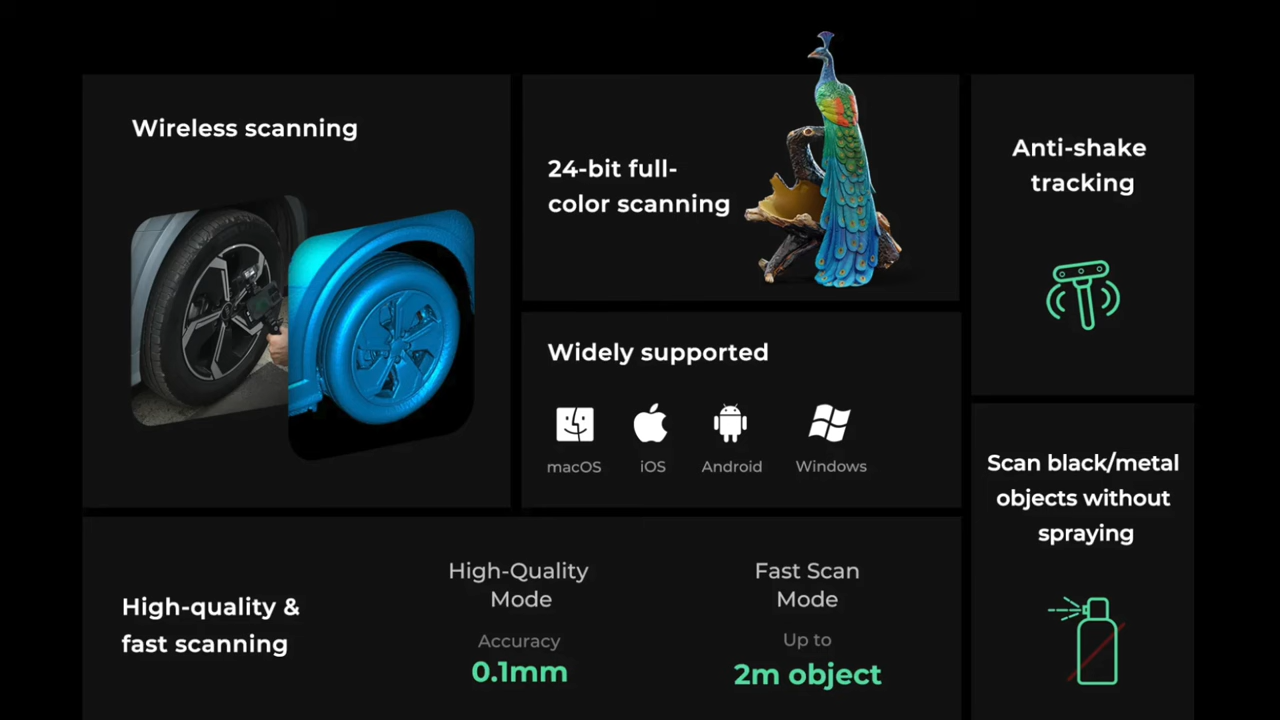 Wireless scanning
24-bit full-
color scanning
Anti-shake
tracking
Widely supported
macOS
iOS
Android
Windows
Scan black/metal
objects without
spraying
High-quality &
fast scanning
High-Quality
Mode
Accuracy
0.1mm
Fast Scan
Mode
Up to
2m object